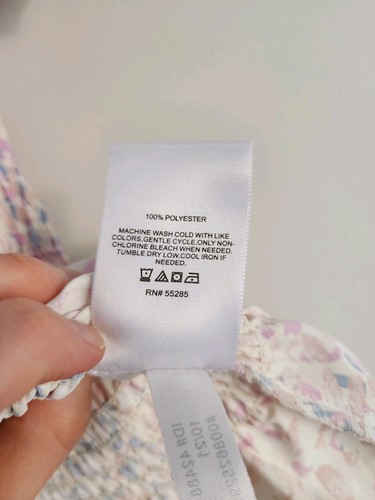 100% POLYESTER
MACHINE WASH COLD WITH LIKE
COLORS,GENTLE CYCLE,ONLY NON-
CHLORINE BLEACH WHEN NEEDED.
TUMBLE DRY LOW.COOL IRON IF
NEEDED.
RN# 55285